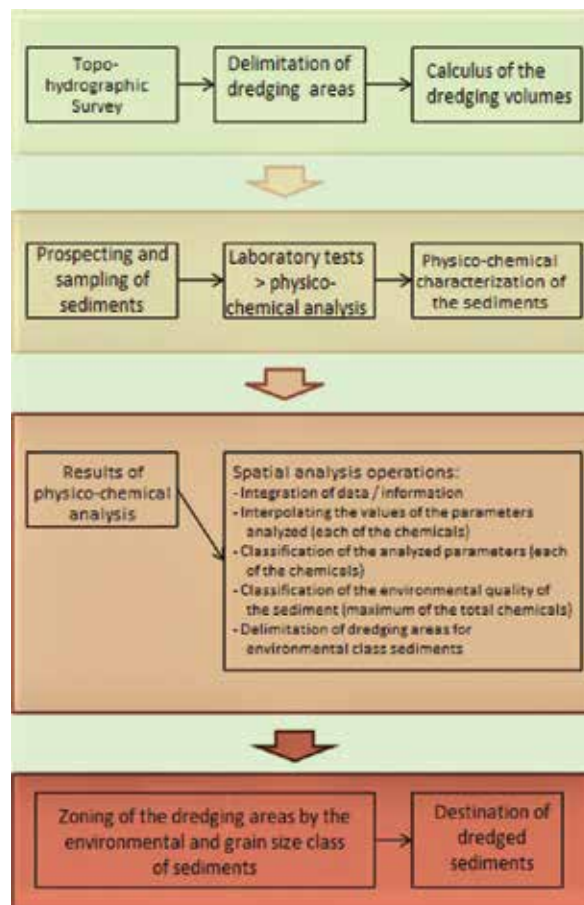 Topo-
hydrographic
Survey
Delimitation of
dredging areas
Calculus of the
dredging volumes
Prospecting and
sampling of
sediments
Laboratory tests
> physico-
chemical analysis
Physico-chemical
characterization of
the sediments
Results of
physico-chemical
analysis
Spatial analysis operations:
- Integration of data / information
- Interpolating the values of the parameters
analyzed (each of the chemicals)
- Classification of the analyzed parameters (each
of the chemicals)
- Classification of the environmental quality of
the sediment (maximum of the total chemicals)
- Delimitation of dredging areas for
environmental class sediments
Zoning of the dredging areas by the
environmental and grain size class
of sediments
Destination of
dredged
sediments